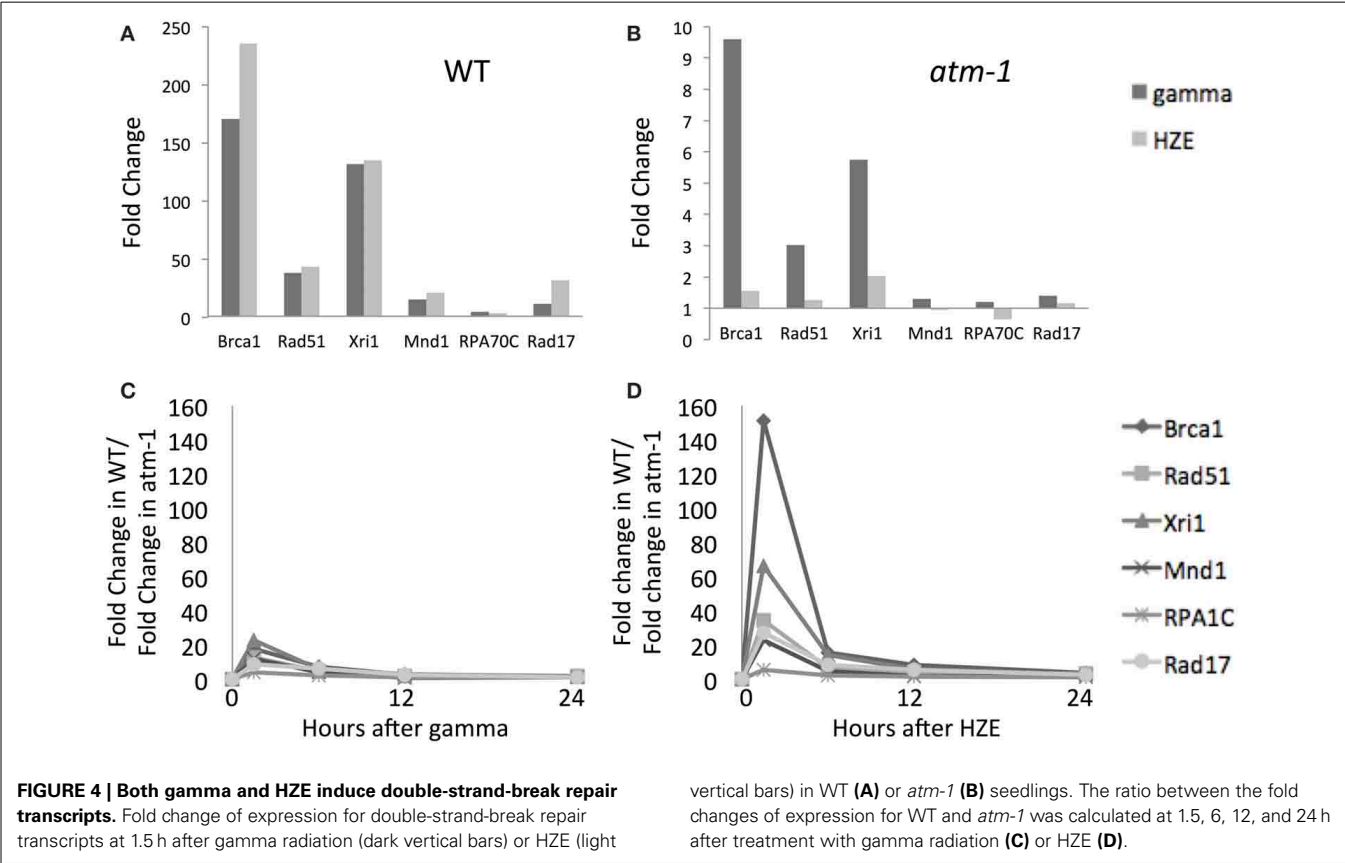 A
250
200
150
100
50
0
Fold Change
WT
Brca1 Rad51 Xri1 Mnd1 RPA70C Rad17
B
10
9
8
7
6
5
4
3
2
1
0
Fold Change
atm-1
Brca1 Rad51 Xri1 Mnd1 RPA70C Rad17
gamma
HZE
C
160
140
120
100
80
60
40
20
0
Fold Change in WT/
Fold Change in atm-1
0 12 24
Hours after gamma
D
160
140
120
100
80
60
40
20
0
Fold change in WT/
Fold change in atm-1
0 12 24
Hours after HZE
Brca1
Rad51
Xri1
Mnd1
RPA1C
Rad17
FIGURE 4 | Both gamma and HZE induce double-strand-break repair
transcripts. Fold change of expression for double-strand-break repair
transcripts at 1.5 h after gamma radiation (dark vertical bars) or HZE (light
vertical bars) in WT (A) or atm-1 (B) seedlings. The ratio between the fold
changes of expression for WT and atm-1 was calculated at 1.5, 6, 12, and 24 h
after treatment with gamma radiation (C) or HZE (D).